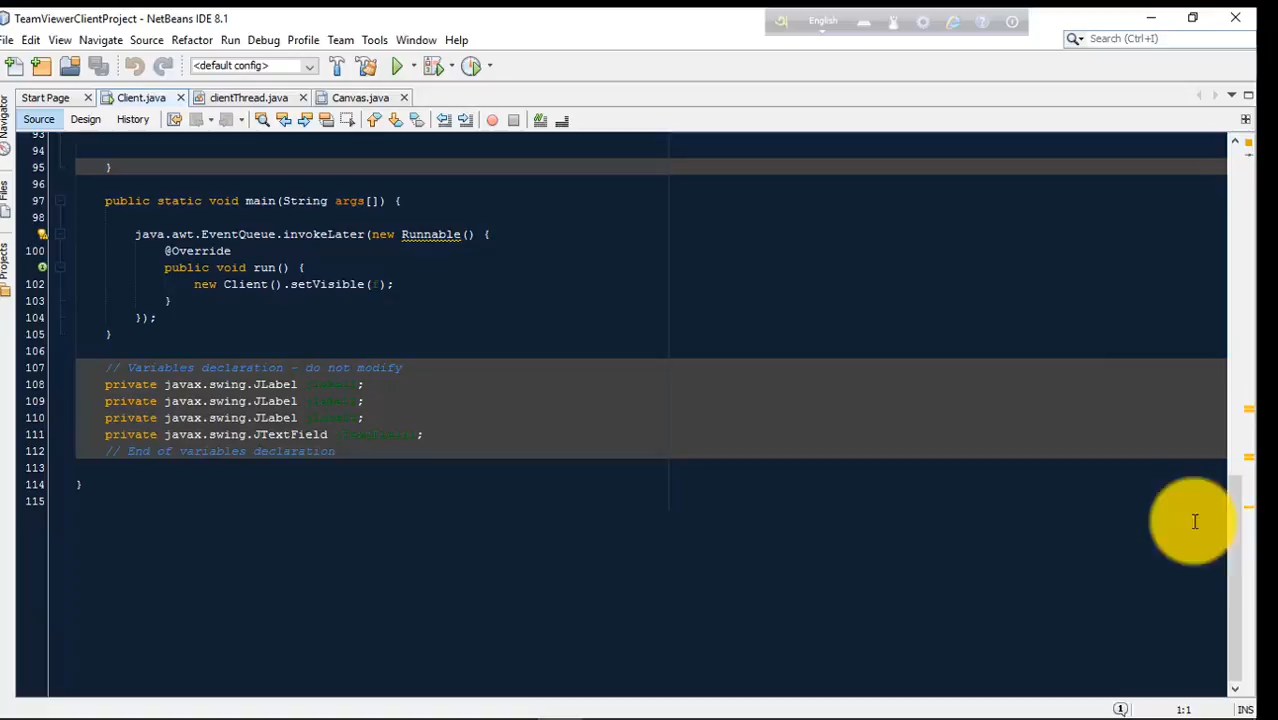 TeamViewerClientProject - NetBeans IDE 8.1
English
File Edit View Navigate Source Refactor Run Debug Profile Team Tools Window Help
Search (Ctrl+I)
<default config>
Start Page Client.java clientThread.java Canvas.java
Source Design History
Navigator
Files
Projects
93
94
95 }
96
97 public static void main(String args[]) {
98
java.awt.EventQueue.invokeLater(new Runnable() {
100 @Override
public void run() {
102 new Client().setVisible(f);
103 }
104 });
105 }
106
107 // Variables declaration - do not modify
108 private javax.swing.JLabel ;
109 private javax.swing.JLabel ;
110 private javax.swing.JLabel ;
111 private javax.swing.JTextField ;
112 // End of variables declaration
113
114 }
115
1 1:1 INS